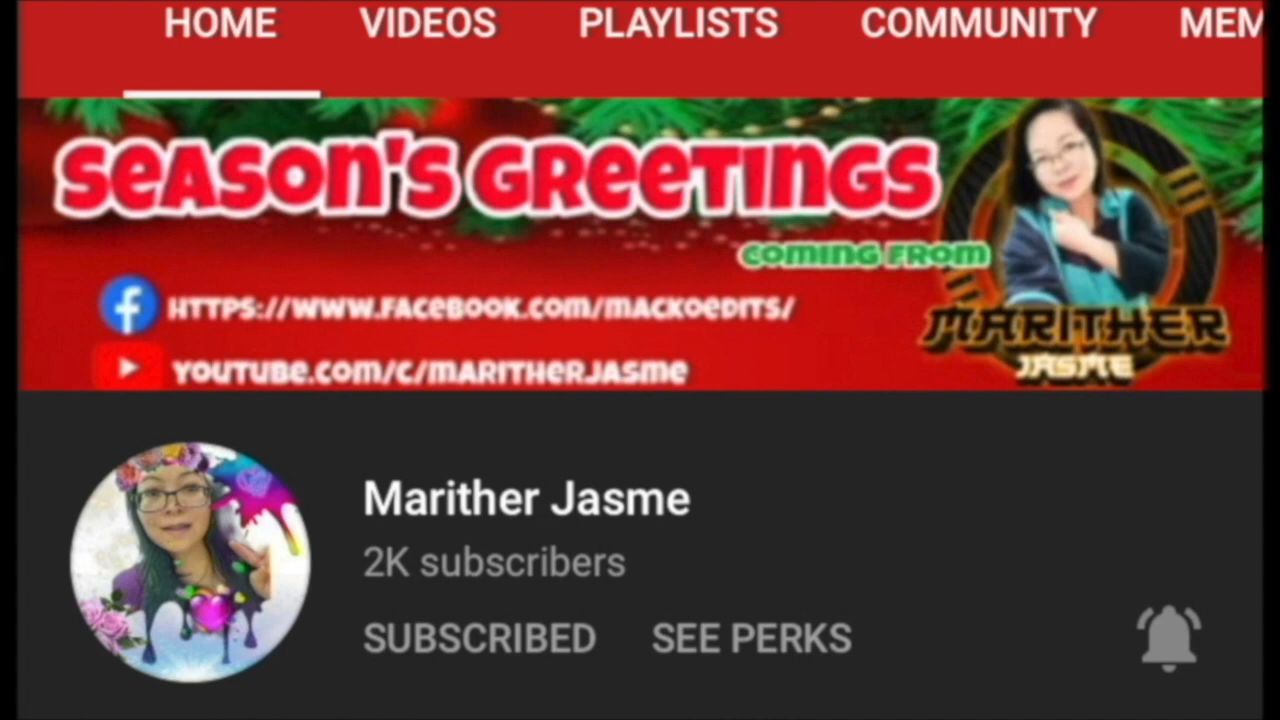 HOME VIDEOS PLAYLISTS COMMUNITY MEM
SEASON'S GREETINGS
COMING FROM
MARITHER
JASME
HTTPS://WWW.FACEBOOK.COM/MACKOEDITS/
YOUTUBE.COM/C/MARITHERJASME
Marither Jasme
2K subscribers
SUBSCRIBED SEE PERKS